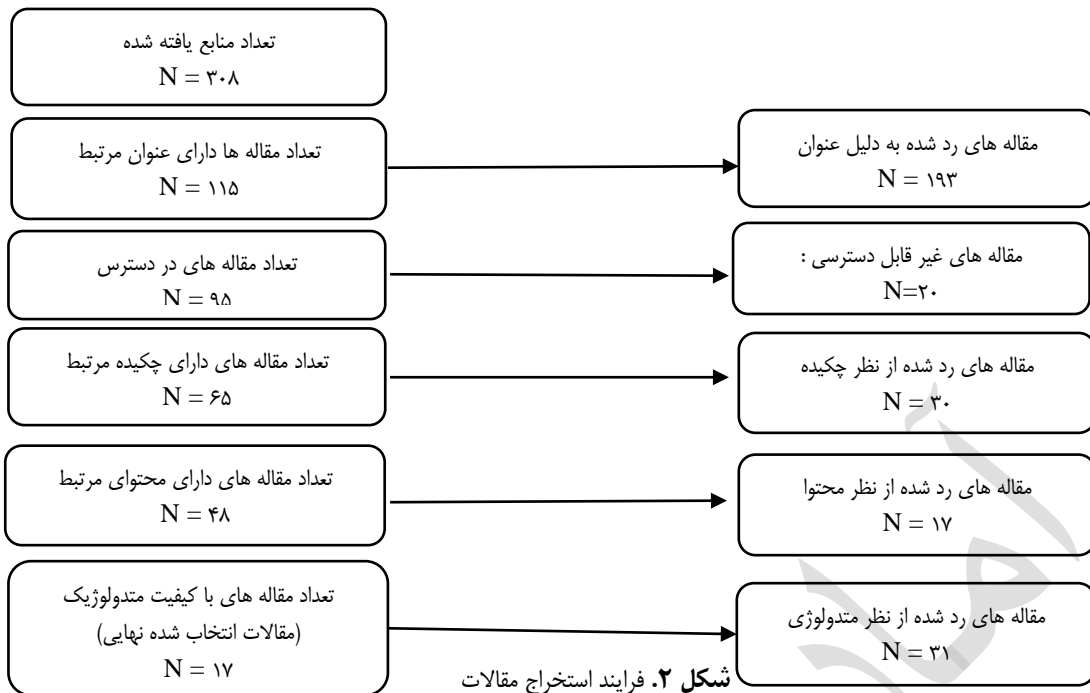 تعداد منابع یافته شده
N = ۳۰۸
تعداد مقاله ها دارای عنوان مرتبط
N = ۱۱۵
مقاله های رد شده به دلیل عنوان
N = ۱۹۳
تعداد مقاله های در دسترس
N = ۹۵
مقاله های غیر قابل دسترسی :
N=۲۰
تعداد مقاله های دارای چکیده مرتبط
N = ۶۵
مقاله های رد شده از نظر چکیده
N = ۳۰
تعداد مقاله های دارای محتوای مرتبط
N = ۴۸
مقاله های رد شده از نظر محتوا
N = ۱۷
تعداد مقاله های با کیفیت متدولوژیک
(مقالات انتخاب شده نهایی)
N = ۱۷
مقاله های رد شده از نظر متدولوژی
N = ۳۱
شکل ۲. فرایند استخراج مقالات